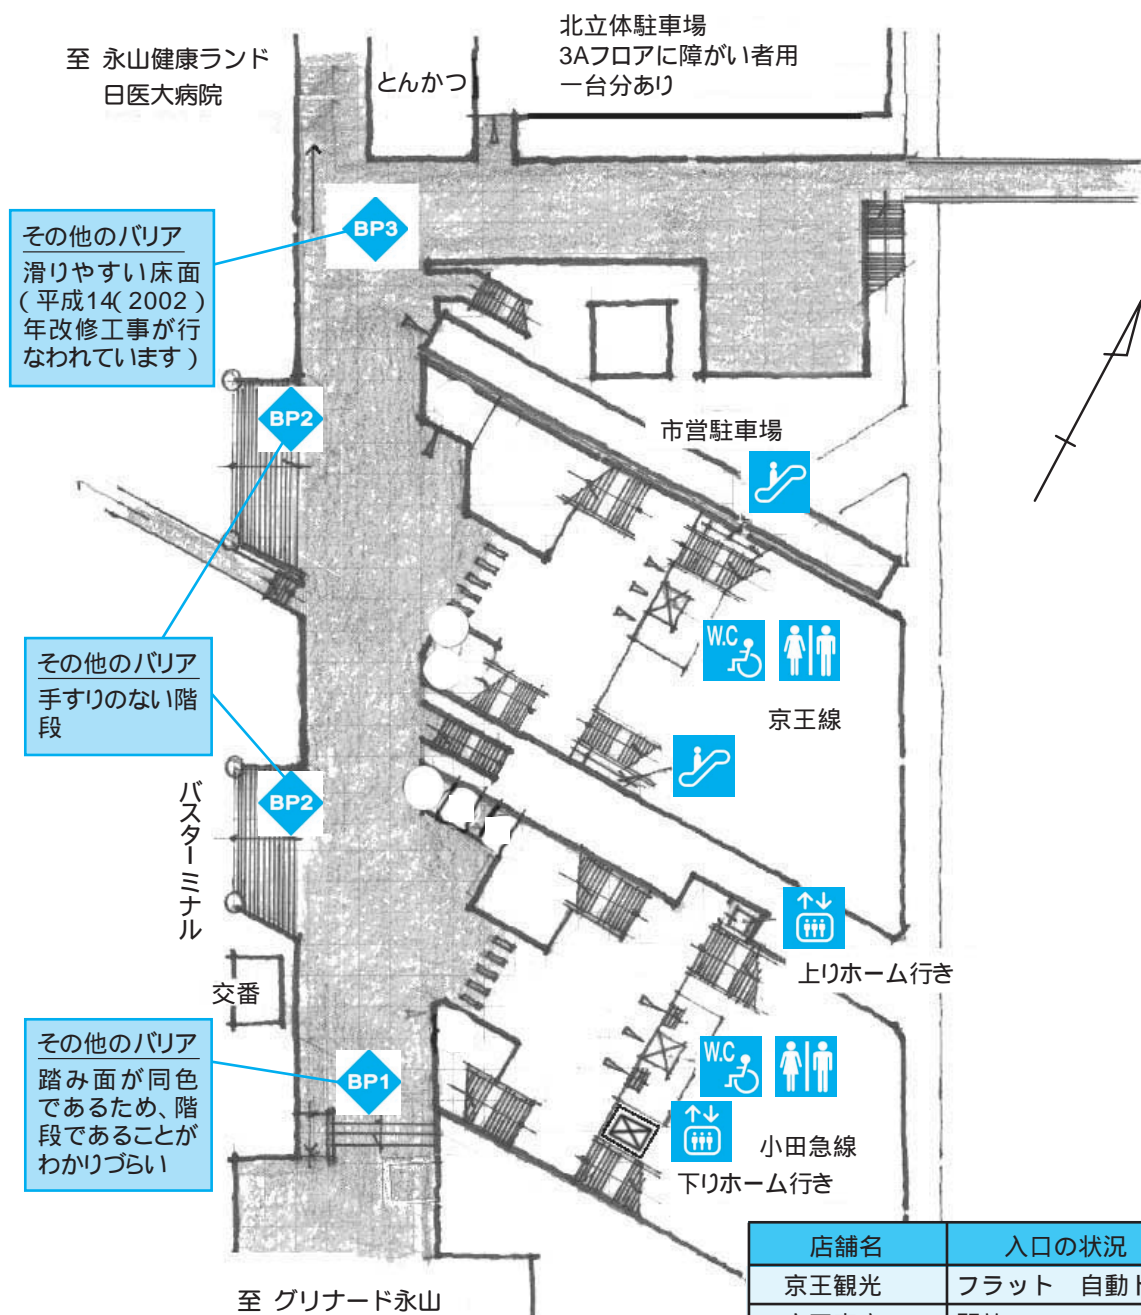 至 永山健康ランド
日医大病院
とんかつ
北立体駐車場
3Aフロアに障がい者用
一台分あり
その他のバリア
滑りやすい床面
（平成14（2002）
年改修工事が行
なわれています）
BP3
BP2
市営駐車場
その他のバリア
手すりのない階
段
W.C
京王線
BP2
バスターミナル
上りホーム行き
交番
その他のバリア
踏み面が同色
であるため、階
段であることが
わかりづらい
BP1
W.C
小田急線
下りホーム行き
至 グリナード永山
店舗名 入口の状況
京王観光 フラット 自動